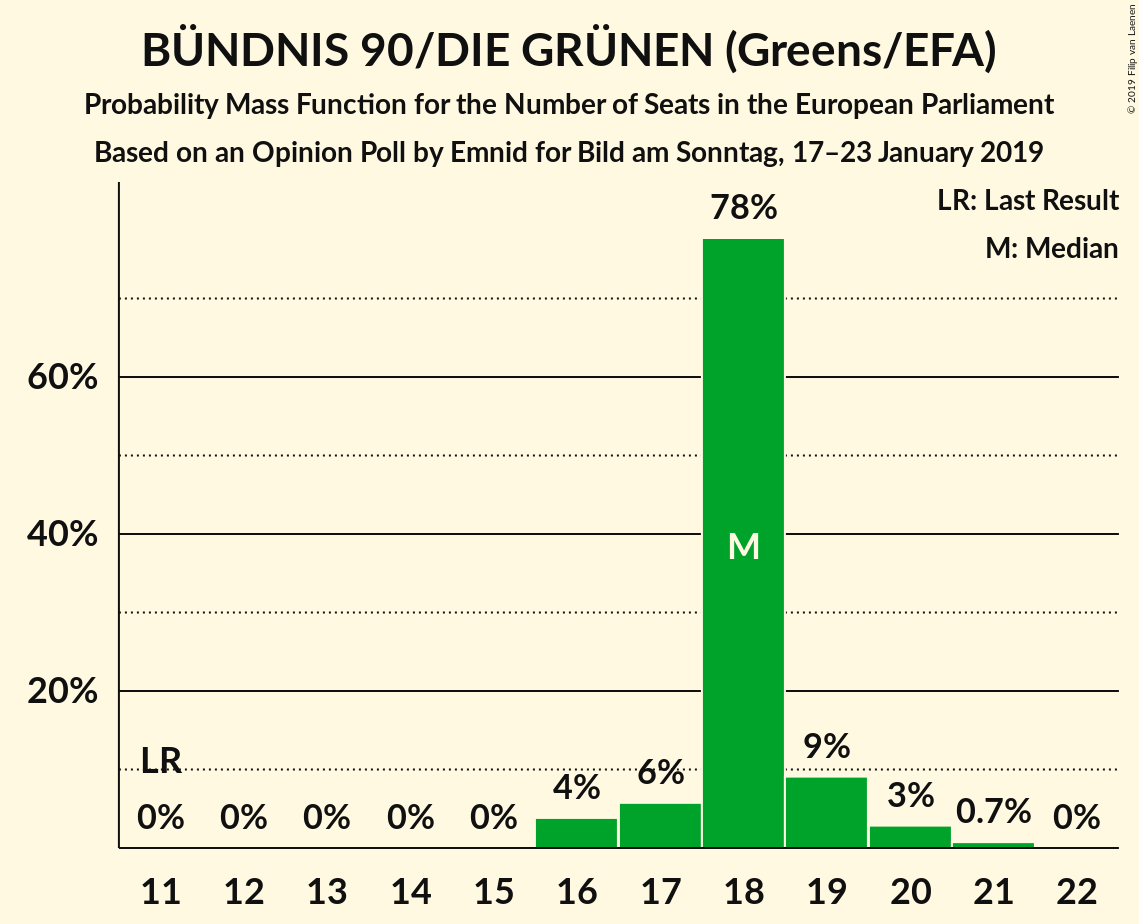 BÜNDNIS 90/DIE GRÜNEN (Greens/EFA)
Probability Mass Function for the Number of Seats in the European Parliament
Based on an Opinion Poll by Emnid for Bild am Sonntag, 17–23 January 2019
© 2019 Filip van Laenen
LR: Last Result
M: Median
78%
60%
40%
M
20%
LR
0% 0% 0% 0% 0% 4% 6% 9% 3% 0.7% 0%
11 12 13 14 15 16 17 18 19 20 21 22